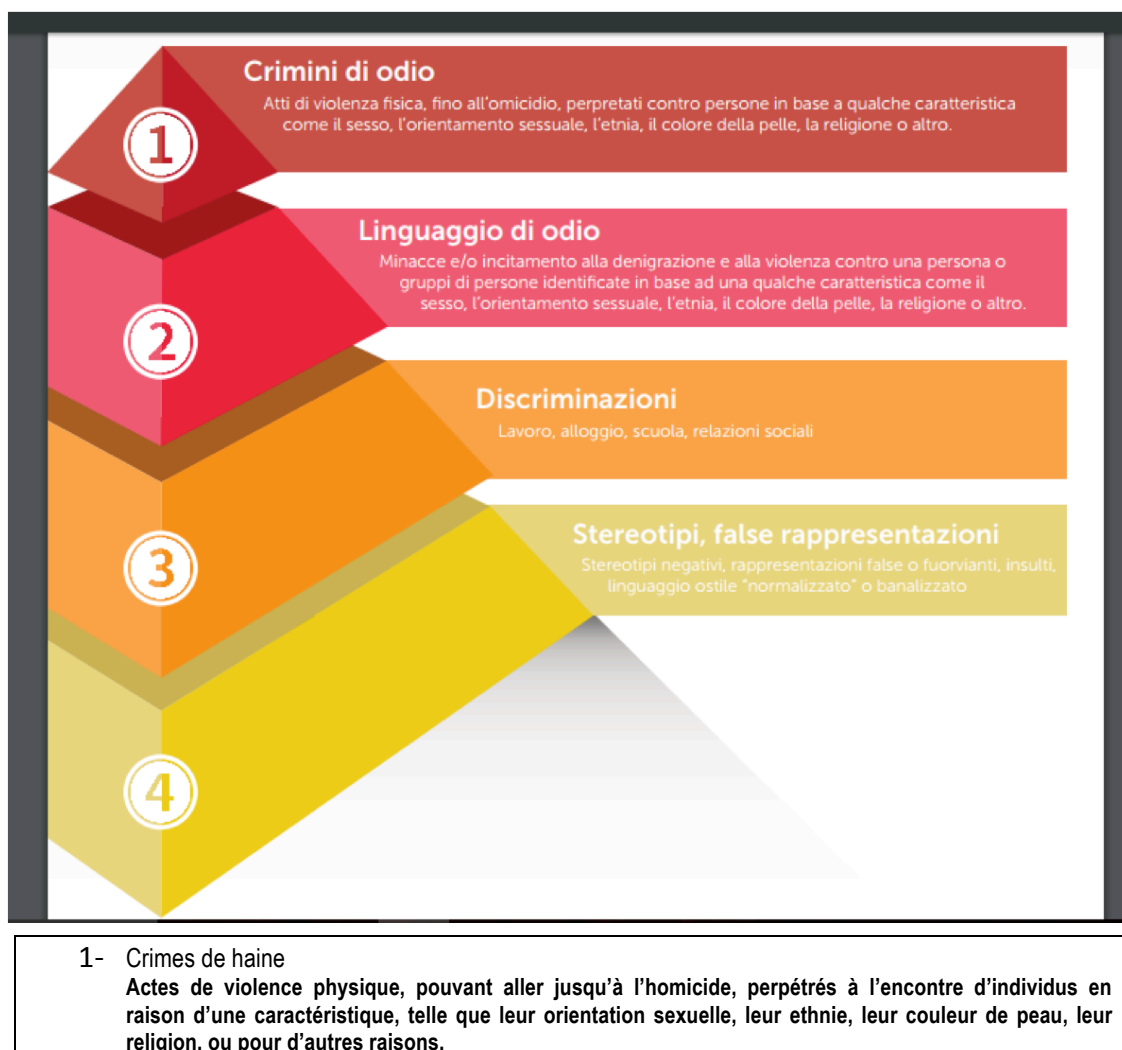 Crimini di odio
Atti di violenza fisica, fino all'omicidio, perpretati contro persone in base a qualche caratteristica
come il sesso, l'orientamento sessuale, l'etnia, il colore della pelle, la religione o altro.
1
Linguaggio di odio
Minacce e/o incitamento alla denigrazione e alla violenza contro una persona o
gruppi di persone identificate in base ad una qualche caratteristica come il
sesso, l'orientamento sessuale, l'etnia, il colore della pelle, la religione o altro.
2
Discriminazioni
Lavoro, alloggio, scuola, relazioni sociali
3
Stereotipi, false rappresentazioni
Stereotipi negativi, rappresentazioni false o fuorvianti, insulti,
linguaggio ostile "normalizzato" o banalizzato
4
1- Crimes de haine
Actes de violence physique, pouvant aller jusqu'à l'homicide, perpétrés à l'encontre d'individus en
raison d'une caractéristique, telle que leur orientation sexuelle, leur ethnie, leur couleur de peau, leur
religion, ou pour d'autres raisons.